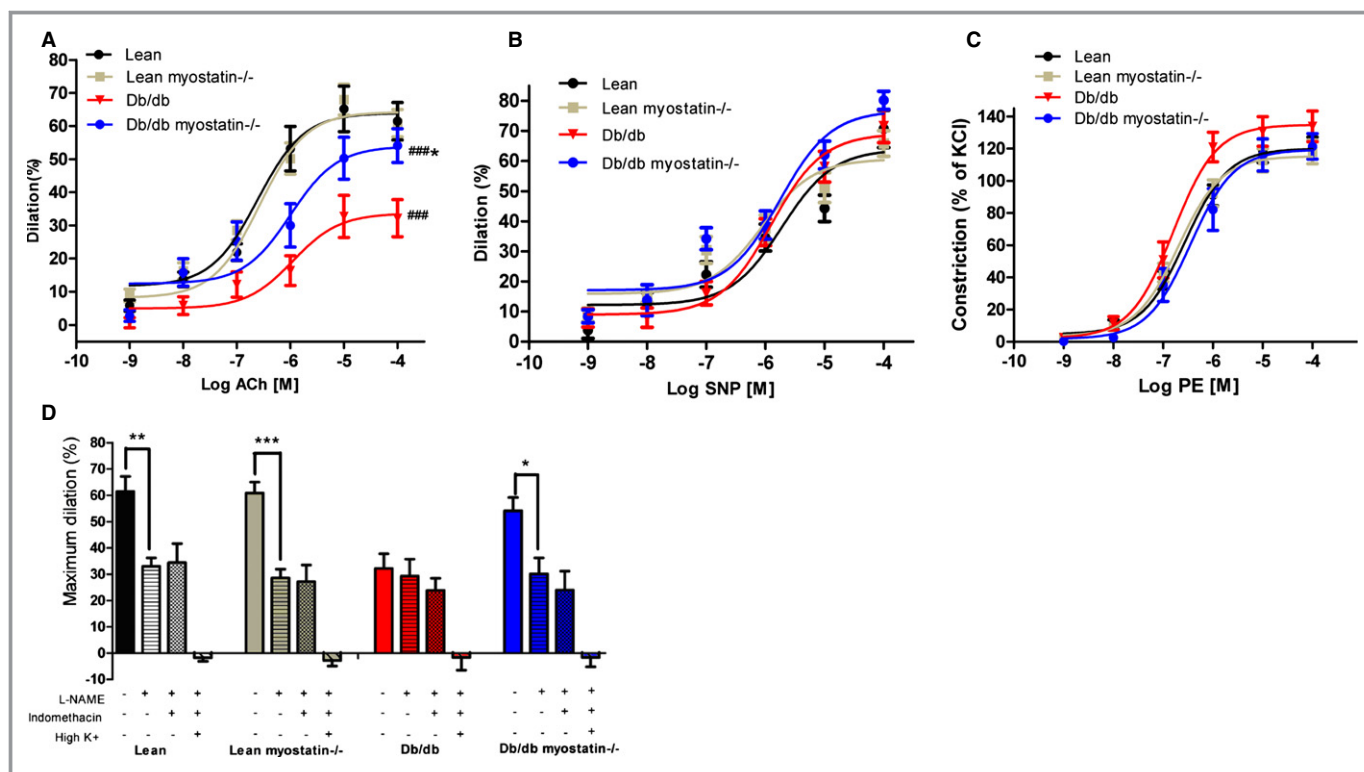 A
Lean
Lean myostatin-/-
Db/db
Db/db myostatin-/-
80
70
60
50
40
30
20
10
0
Dilation(%)
###*
###
-10 -9 -8 -7 -6 -5 -4
Log ACh [M]
B
Lean
Lean myostatin-/-
Db/db
Db/db myostatin-/-
80
70
60
50
40
30
20
10
0
Dilation (%)
-10 -9 -8 -7 -6 -5 -4
Log SNP [M]
C
Lean
Lean myostatin-/-
Db/db
Db/db myostatin-/-
140
120
100
80
60
40
20
0
Constriction (% of KCl)
-10 -9 -8 -7 -6 -5 -4
Log PE [M]
D
80
70
60
50
40
30
20
10
0
-10
Maximum dilation (%)
** *** *
L-NAME - + + + - + + + - + + + - + + +
Indomethacin - + + - + + - + + - + +
High K+ + + + +
Lean Lean myostatin-/- Db/db Db/db myostatin-/-